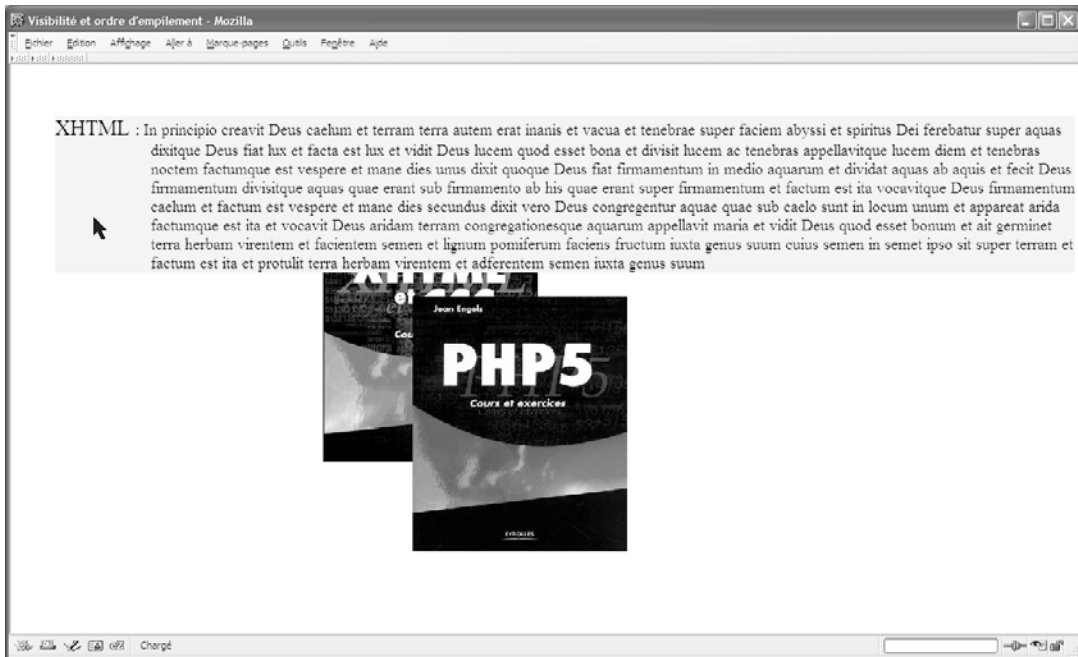 Visibilité et ordre d'empilement - Mozilla
Fichier Edition Affichage Aller à Marque-pages Outils Fenêtre Aide
XHTML : In principio creavit Deus caelum et terram terra autem erat inanis et vacua et tenebrae super faciem abyssi et spiritus Dei ferebatur super aquas
dixitque Deus fiat lux et facta est lux et vidit Deus lucem quod esset bona et divisit lucem ac tenebras appellavitque lucem diem et tenebras
noctem factumque est vespere et mane dies unus dixit quoque Deus fiat firmamentum in medio aquarum et dividat aquas ab aquis et fecit Deus
firmamentum divisitque aquas quae erant sub firmamento ab his quae erant super firmamentum et factum est ita vocavitque Deus firmamentum
caelum et factum est vespere et mane dies secundus dixit vero Deus congregentur aquae quae sub caelo sunt in locum unum et appareat arida
factumque est ita et vocavit Deus aridam terram congregationesque aquarum appellavit maria et vidit Deus quod esset bonum et ait germinet
terra herbam virentem et facientem semen et lignum pomiferum faciens fructum iuxta genus suum cuius semen in semet ipso sit super terram et
factum est ita et protulit terra herbam virentem et adferentem semen iuxta genus suum
XHTML
et CSS
Cou
Jean Engels
PHP5
Cours et exercices
EYROLLES
Chargé